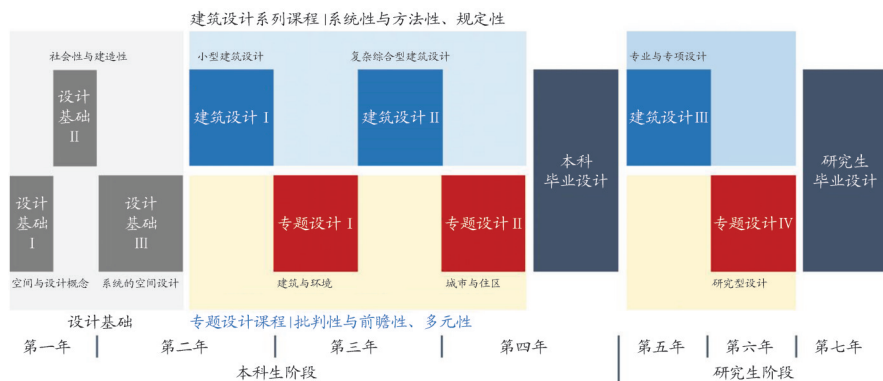 建筑设计系列课程|系统性与方法性、规定性
社会性与建造性
小型建筑设计
复杂综合型建筑设计
专业与专项设计
设计
基础
II
建筑设计 I
建筑设计 II
建筑设计III
本科
毕业设计
研究生
毕业设计
设计
基础
I
设计
基础
III
专题设计 I
专题设计 II
专题设计IV
空间与设计概念
系统的空间设计
建筑与环境
城市与住区
研究型设计
设计基础
专题设计课程|批判性与前瞻性、多元性
第一年
第二年
第三年
第四年
第五年
第六年
第七年
本科生阶段
研究生阶段